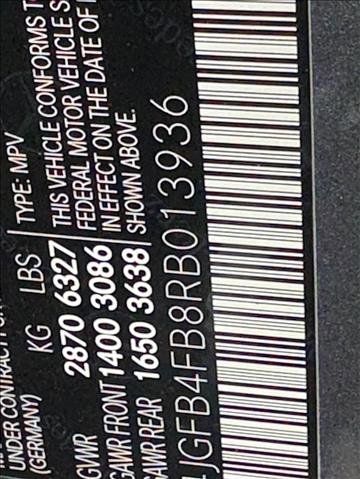 UNDER CONTRACT
(GERMANY)
KG LBS TYPE: MPV
GWR 2870 6327 THIS VEHICLE CONFORMS
GAWR FRONT 1400 3086 FEDERAL MOTOR VEHICLE S
GAWR REAR 1650 3638 IN EFFECT ON THE DATE OF
SHOWN ABOVE.
JGFB4FB8RB013936